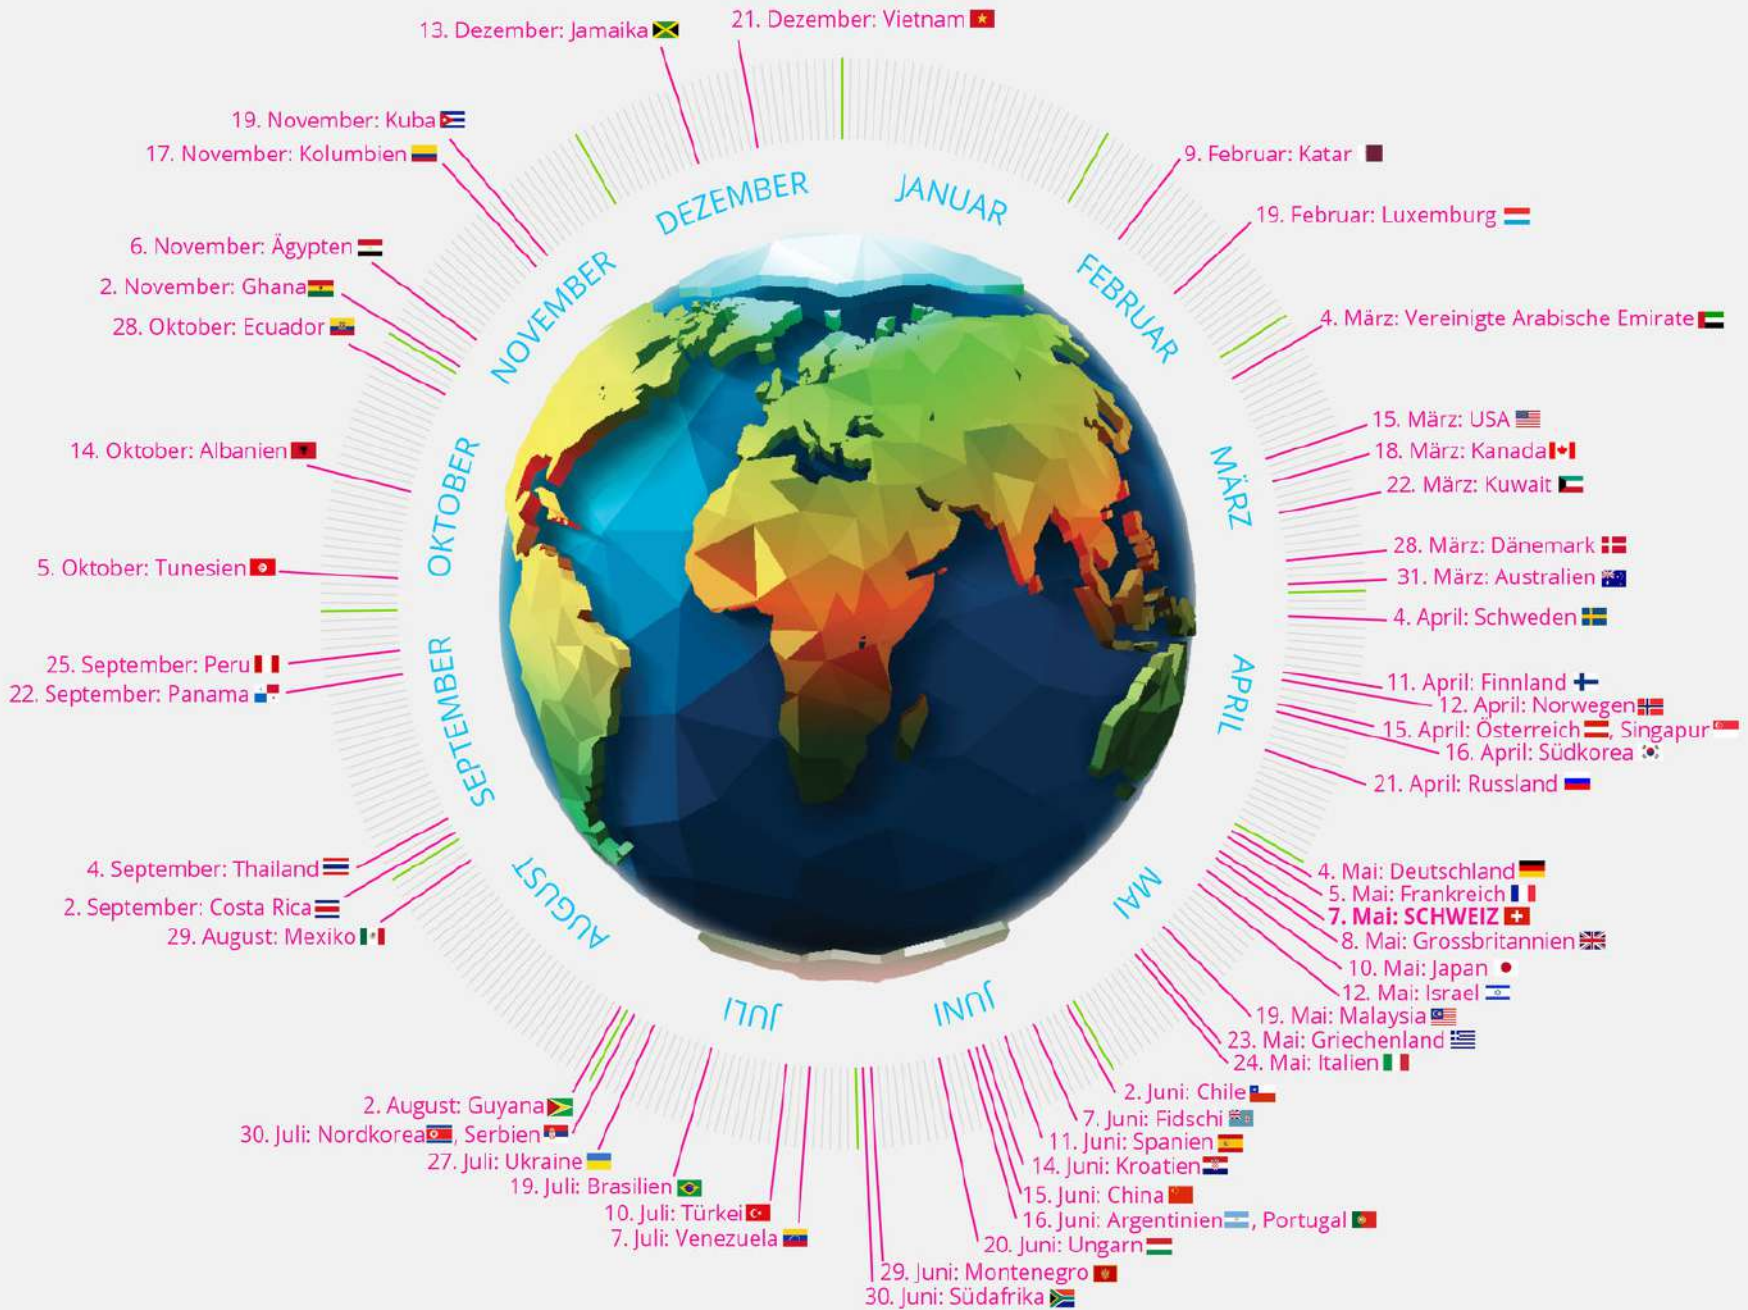 13. Dezember: Jamaika
21. Dezember: Vietnam
19. November: Kuba
17. November: Kolumbien
6. November: Ägypten
2. November: Ghana
28. Oktober: Ecuador
14. Oktober: Albanien
5. Oktober: Tunesien
25. September: Peru
22. September: Panama
4. September: Thailand
2. September: Costa Rica
29. August: Mexiko
2. August: Guyana
30. Juli: Nordkorea, Serbien
27. Juli: Ukraine
19. Juli: Brasilien
10. Juli: Türkei
7. Juli: Venezuela
DEZEMBER
JANUAR
FEBRUAR
MÄRZ
APRIL
MAI
JUNI
JULI
AUGUST
SEPTEMBER
OKTOBER
NOVEMBER
9. Februar: Katar
19. Februar: Luxemburg
4. März: Vereinigte Arabische Emirate
15. März: USA
18. März: Kanada
22. März: Kuwait
28. März: Dänemark
31. März: Australien
4. April: Schweden
11. April: Finnland
12. April: Norwegen
15. April: Österreich, Singapur
16. April: Südkorea
21. April: Russland
4. Mai: Deutschland
5. Mai: Frankreich
7. Mai: SCHWEIZ
8. Mai: Grossbritannien
10. Mai: Japan
12. Mai: Israel
19. Mai: Malaysia
23. Mai: Griechenland
24. Mai: Italien
2. Juni: Chile
7. Juni: Fidschi
11. Juni: Spanien
14. Juni: Kroatien
15. Juni: China
16. Juni: Argentinien, Portugal
20. Juni: Ungarn
29. Juni: Montenegro
30. Juni: Südafrika